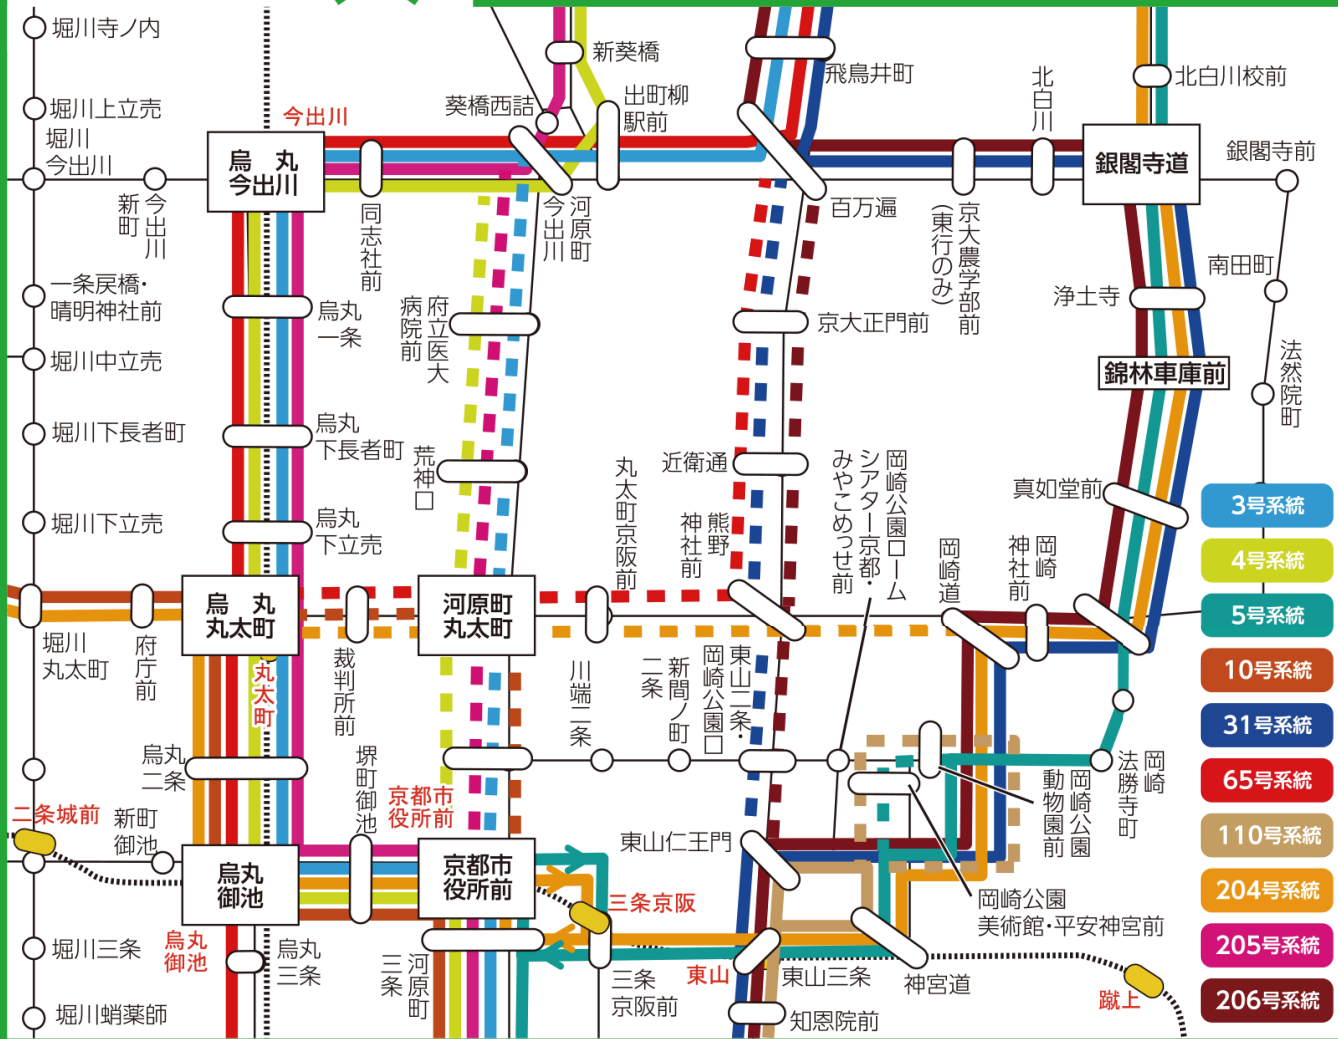 堀川寺ノ内
堀川上立売
堀川
今出川
今出川
新町
一条戻橋・
晴明神社前
堀川中立売
堀川下長者町
堀川下立売
堀川
丸太町
府庁前
二条城前
新町
御池
堀川三条
堀川蛸薬師
今出川
烏丸
今出川
同志社前
烏丸
一条
烏丸
下長者町
烏丸
下立売
烏丸
丸太町
丸太町
裁判所前
烏丸
二条
堺町御池
烏丸
御池
烏丸
御池
烏丸
三条
新葵橋
葵橋西詰
出町柳
駅前
河原町
今出川
府立医大
病院前
荒神口
河原町
丸太町
丸太町京阪前
川端二条
新間ノ町
二条
京都市
役所前
京都市
役所前
三条京阪
河原町
三条
三条
京阪前
飛鳥井町
百万遍
京大正門前
近衛通
熊野
神社前
東山二条・
岡崎公園口
東山仁王門
東山
東山三条
知恩院前
岡崎公園ローム
シアター京都・
みやこめっせ前
北白川
京大農学部前
(東行のみ)
北白川校前
銀閣寺道
銀閣寺前
南田町
浄土寺
錦林車庫前
法然院町
真如堂前
岡崎
神社前
岡崎道
岡崎
法勝寺町
岡崎公園
動物園前
岡崎公園
美術館・平安神宮前
神宮道
蹴上
3号系統
4号系統
5号系統
10号系統
31号系統
65号系統
110号系統
204号系統
205号系統
206号系統